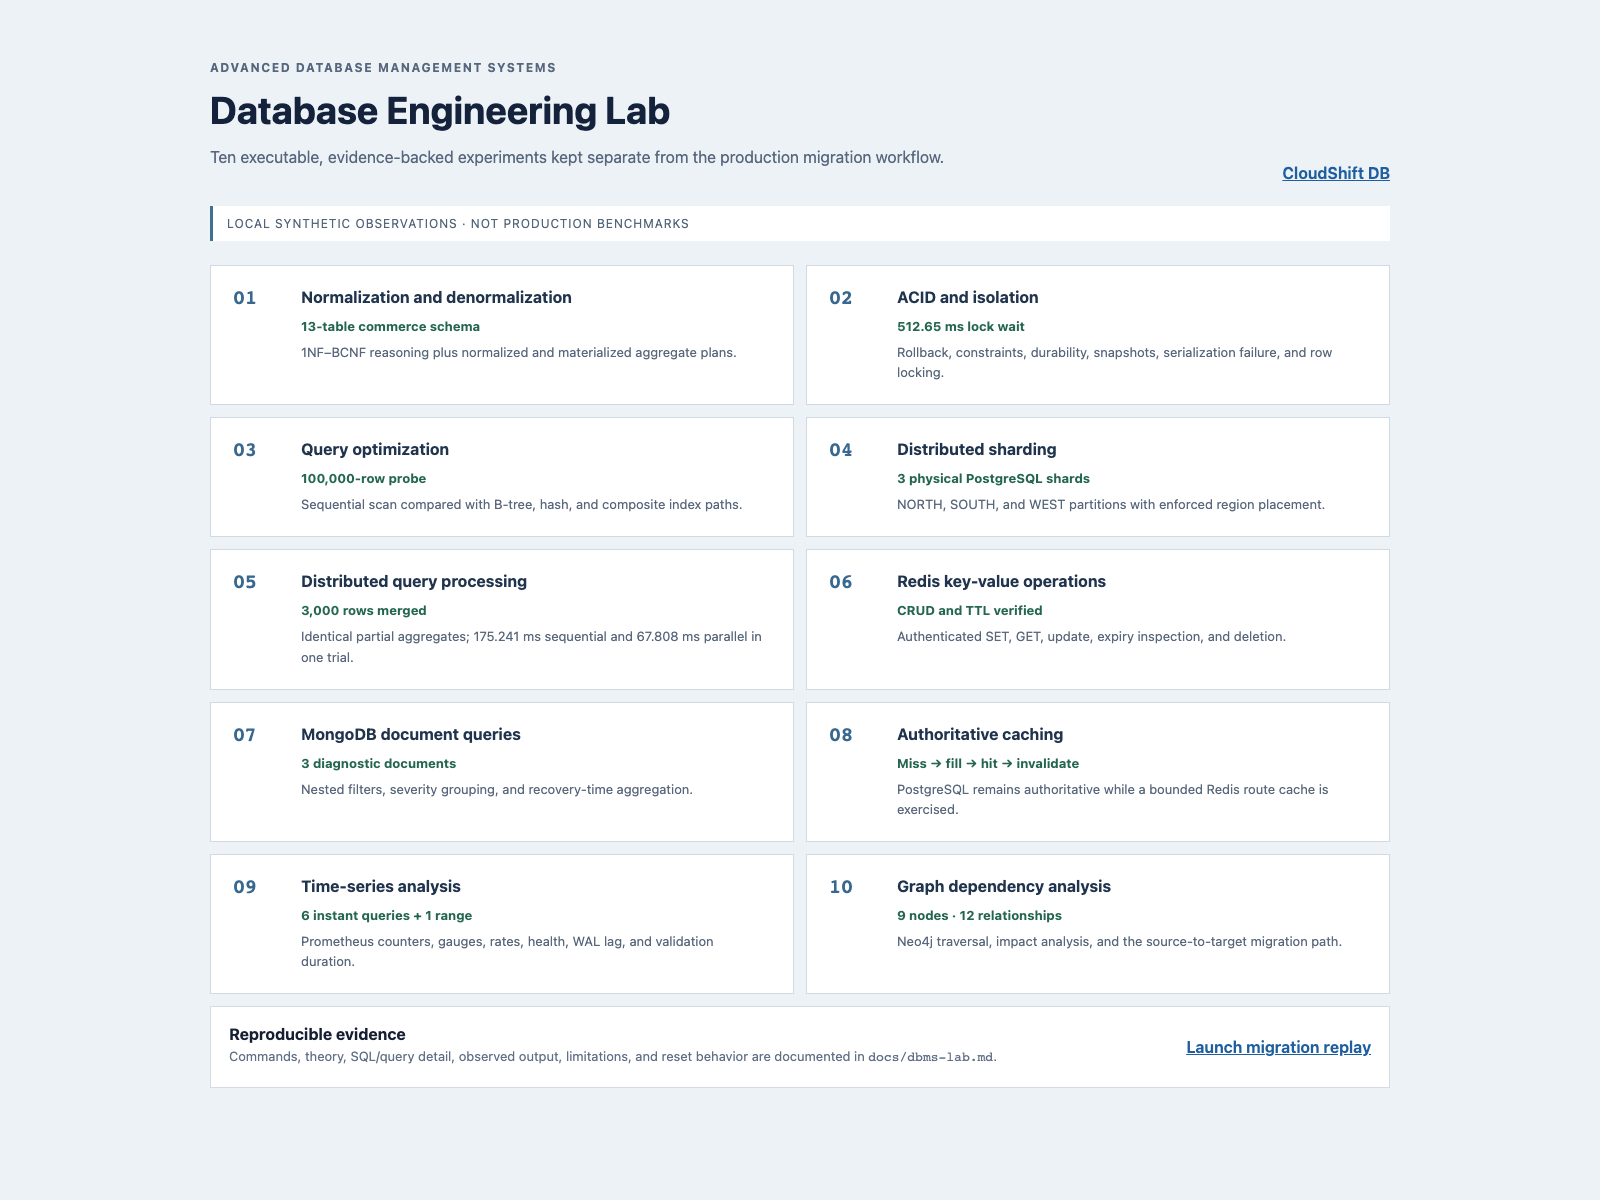 ADVANCED DATABASE MANAGEMENT SYSTEMS
Database Engineering Lab
Ten executable, evidence-backed experiments kept separate from the production migration workflow.
CloudShift DB
LOCAL SYNTHETIC OBSERVATIONS · NOT PRODUCTION BENCHMARKS
01
Normalization and denormalization
13-table commerce schema
1NF–BCNF reasoning plus normalized and materialized aggregate plans.
02
ACID and isolation
512.65 ms lock wait
Rollback, constraints, durability, snapshots, serialization failure, and row
locking.
03
Query optimization
100,000-row probe
Sequential scan compared with B-tree, hash, and composite index paths.
04
Distributed sharding
3 physical PostgreSQL shards
NORTH, SOUTH, and WEST partitions with enforced region placement.
05
Distributed query processing
3,000 rows merged
Identical partial aggregates; 175.241 ms sequential and 67.808 ms parallel in
one trial.
06
Redis key-value operations
CRUD and TTL verified
Authenticated SET, GET, update, expiry inspection, and deletion.
07
MongoDB document queries
3 diagnostic documents
Nested filters, severity grouping, and recovery-time aggregation.
08
Authoritative caching
Miss → fill → hit → invalidate
PostgreSQL remains authoritative while a bounded Redis route cache is
exercised.
09
Time-series analysis
6 instant queries + 1 range
Prometheus counters, gauges, rates, health, WAL lag, and validation
duration.
10
Graph dependency analysis
9 nodes · 12 relationships
Neo4j traversal, impact analysis, and the source-to-target migration path.
Reproducible evidence
Commands, theory, SQL/query detail, observed output, limitations, and reset behavior are documented in docs/dbms-lab.md.
Launch migration replay